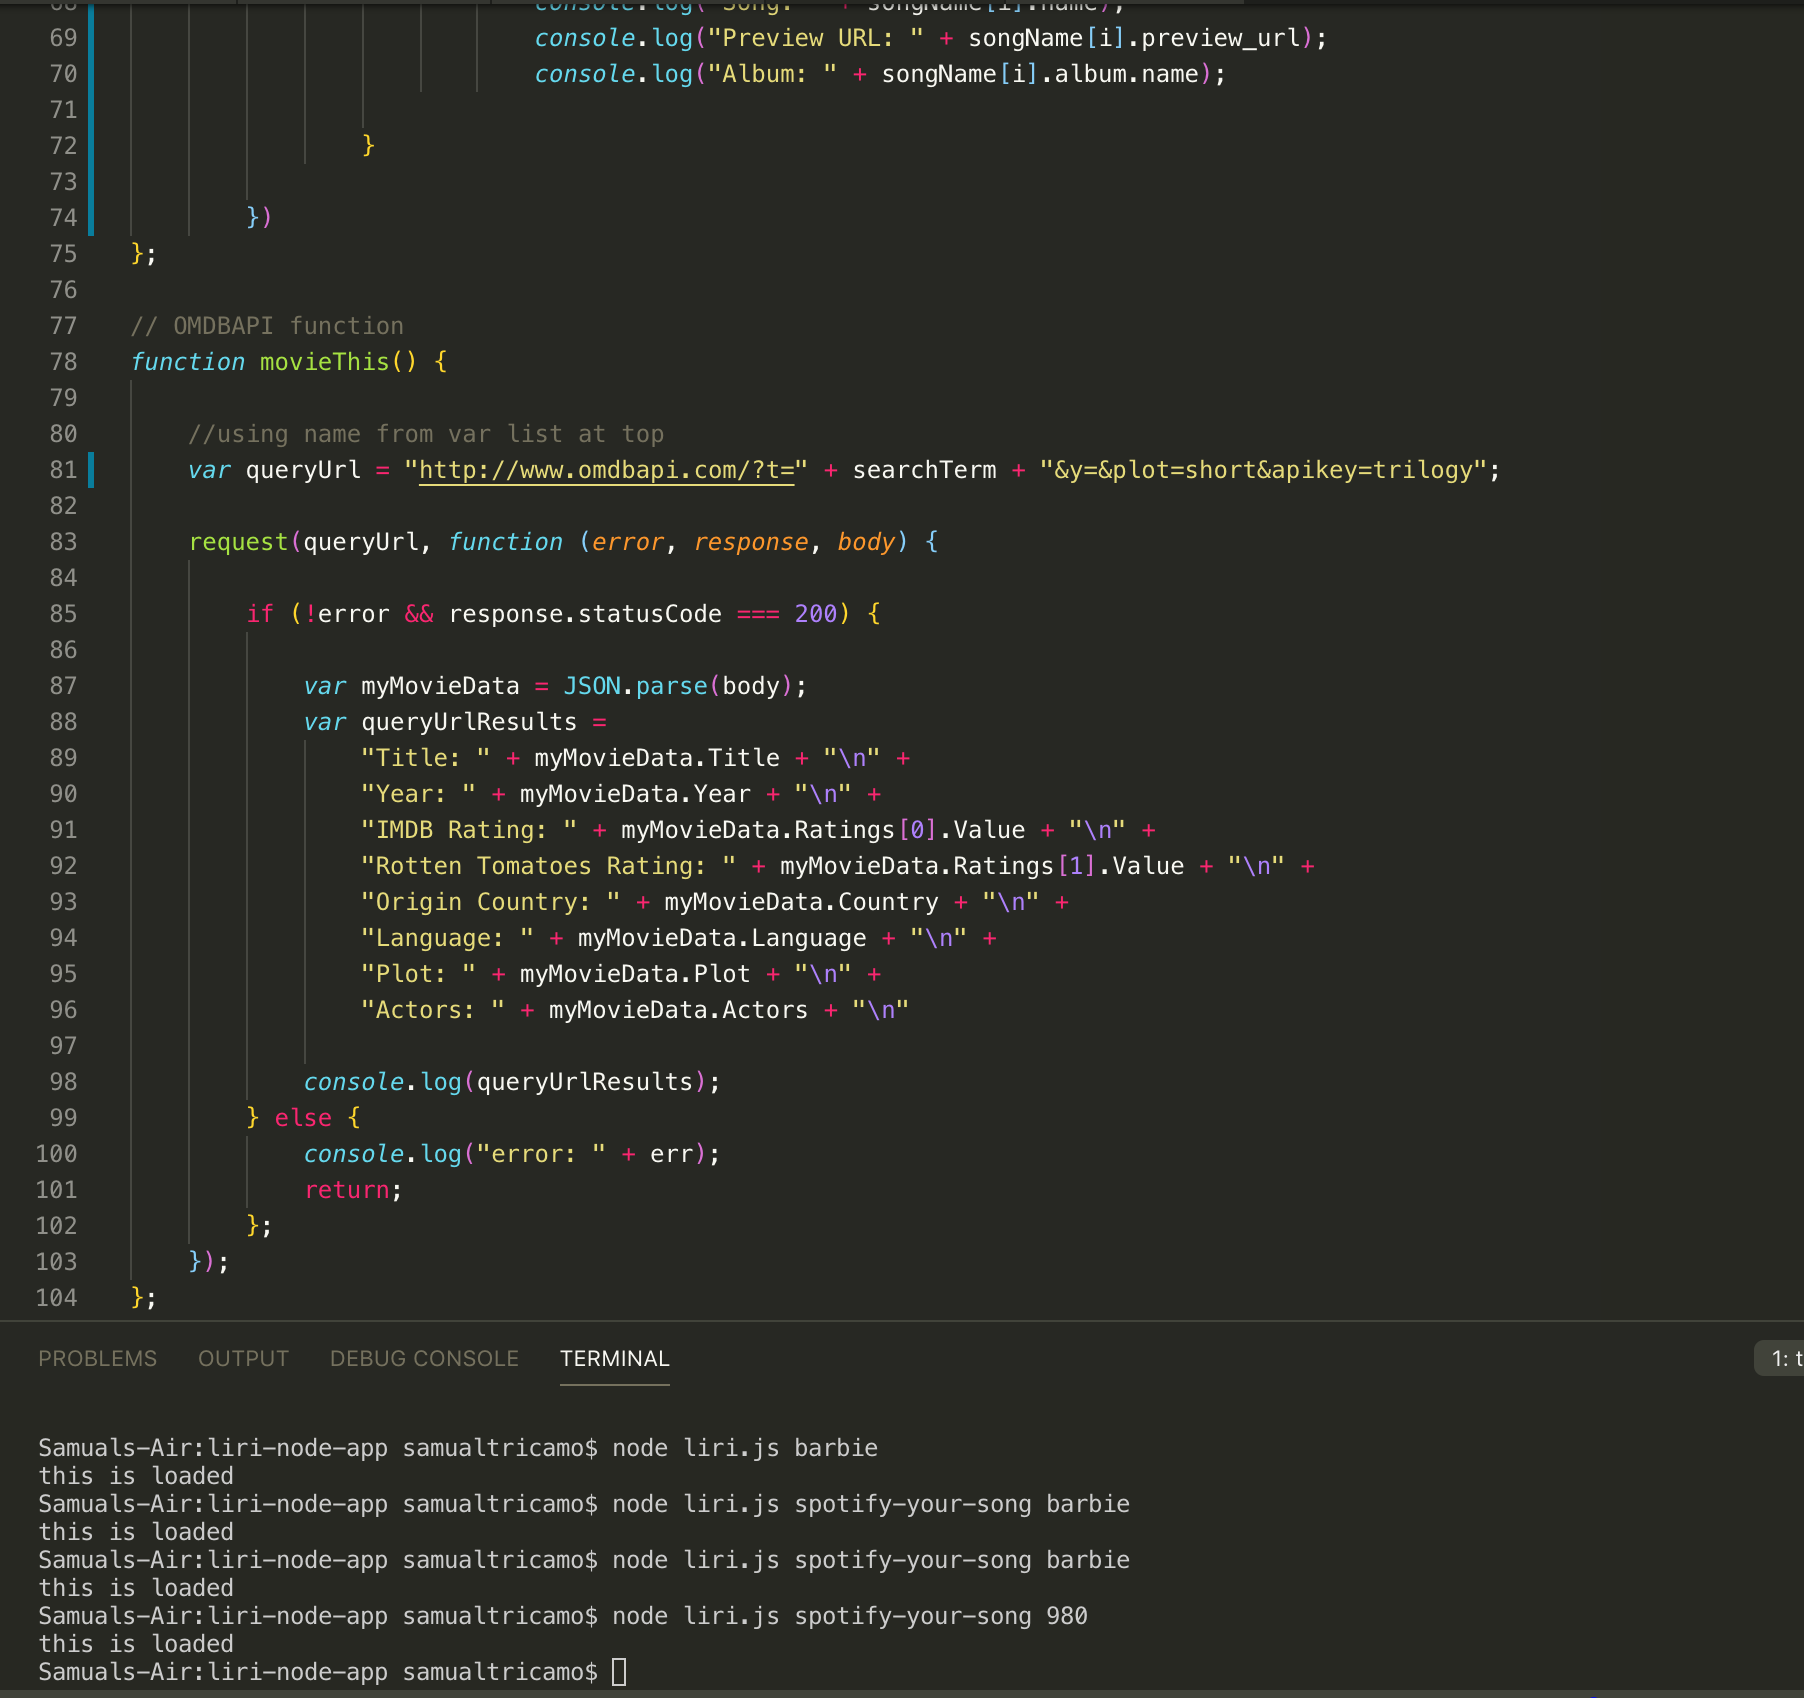 68 console.log("Song: " + songName[i].name);
69 console.log("Preview URL: " + songName[i].preview_url);
70 console.log("Album: " + songName[i].album.name);
71
72 }
73
74 })
75 };
76
77 // OMDBAPI function
78 function movieThis() {
79
80 //using name from var list at top
81 var queryUrl = "http://www.omdbapi.com/?t=" + searchTerm + "&y=&plot=short&apikey=trilogy";
82
83 request(queryUrl, function (error, response, body) {
84
85 if (!error && response.statusCode === 200) {
86
87 var myMovieData = JSON.parse(body);
88 var queryUrlResults =
89 "Title: " + myMovieData.Title + "\n" +
90 "Year: " + myMovieData.Year + "\n" +
91 "IMDB Rating: " + myMovieData.Ratings[0].Value + "\n" +
92 "Rotten Tomatoes Rating: " + myMovieData.Ratings[1].Value + "\n" +
93 "Origin Country: " + myMovieData.Country + "\n" +
94 "Language: " + myMovieData.Language + "\n" +
95 "Plot: " + myMovieData.Plot + "\n" +
96 "Actors: " + myMovieData.Actors + "\n"
97
98 console.log(queryUrlResults);
99 } else {
100 console.log("error: " + err);
101 return;
102 };
103 });
104 };
PROBLEMS OUTPUT DEBUG CONSOLE TERMINAL 1: t
Samuals-Air:liri-node-app samualtricamo$ node liri.js barbie
this is loaded
Samuals-Air:liri-node-app samualtricamo$ node liri.js spotify-your-song barbie
this is loaded
Samuals-Air:liri-node-app samualtricamo$ node liri.js spotify-your-song barbie
this is loaded
Samuals-Air:liri-node-app samualtricamo$ node liri.js spotify-your-song 980
this is loaded
Samuals-Air:liri-node-app samualtricamo$